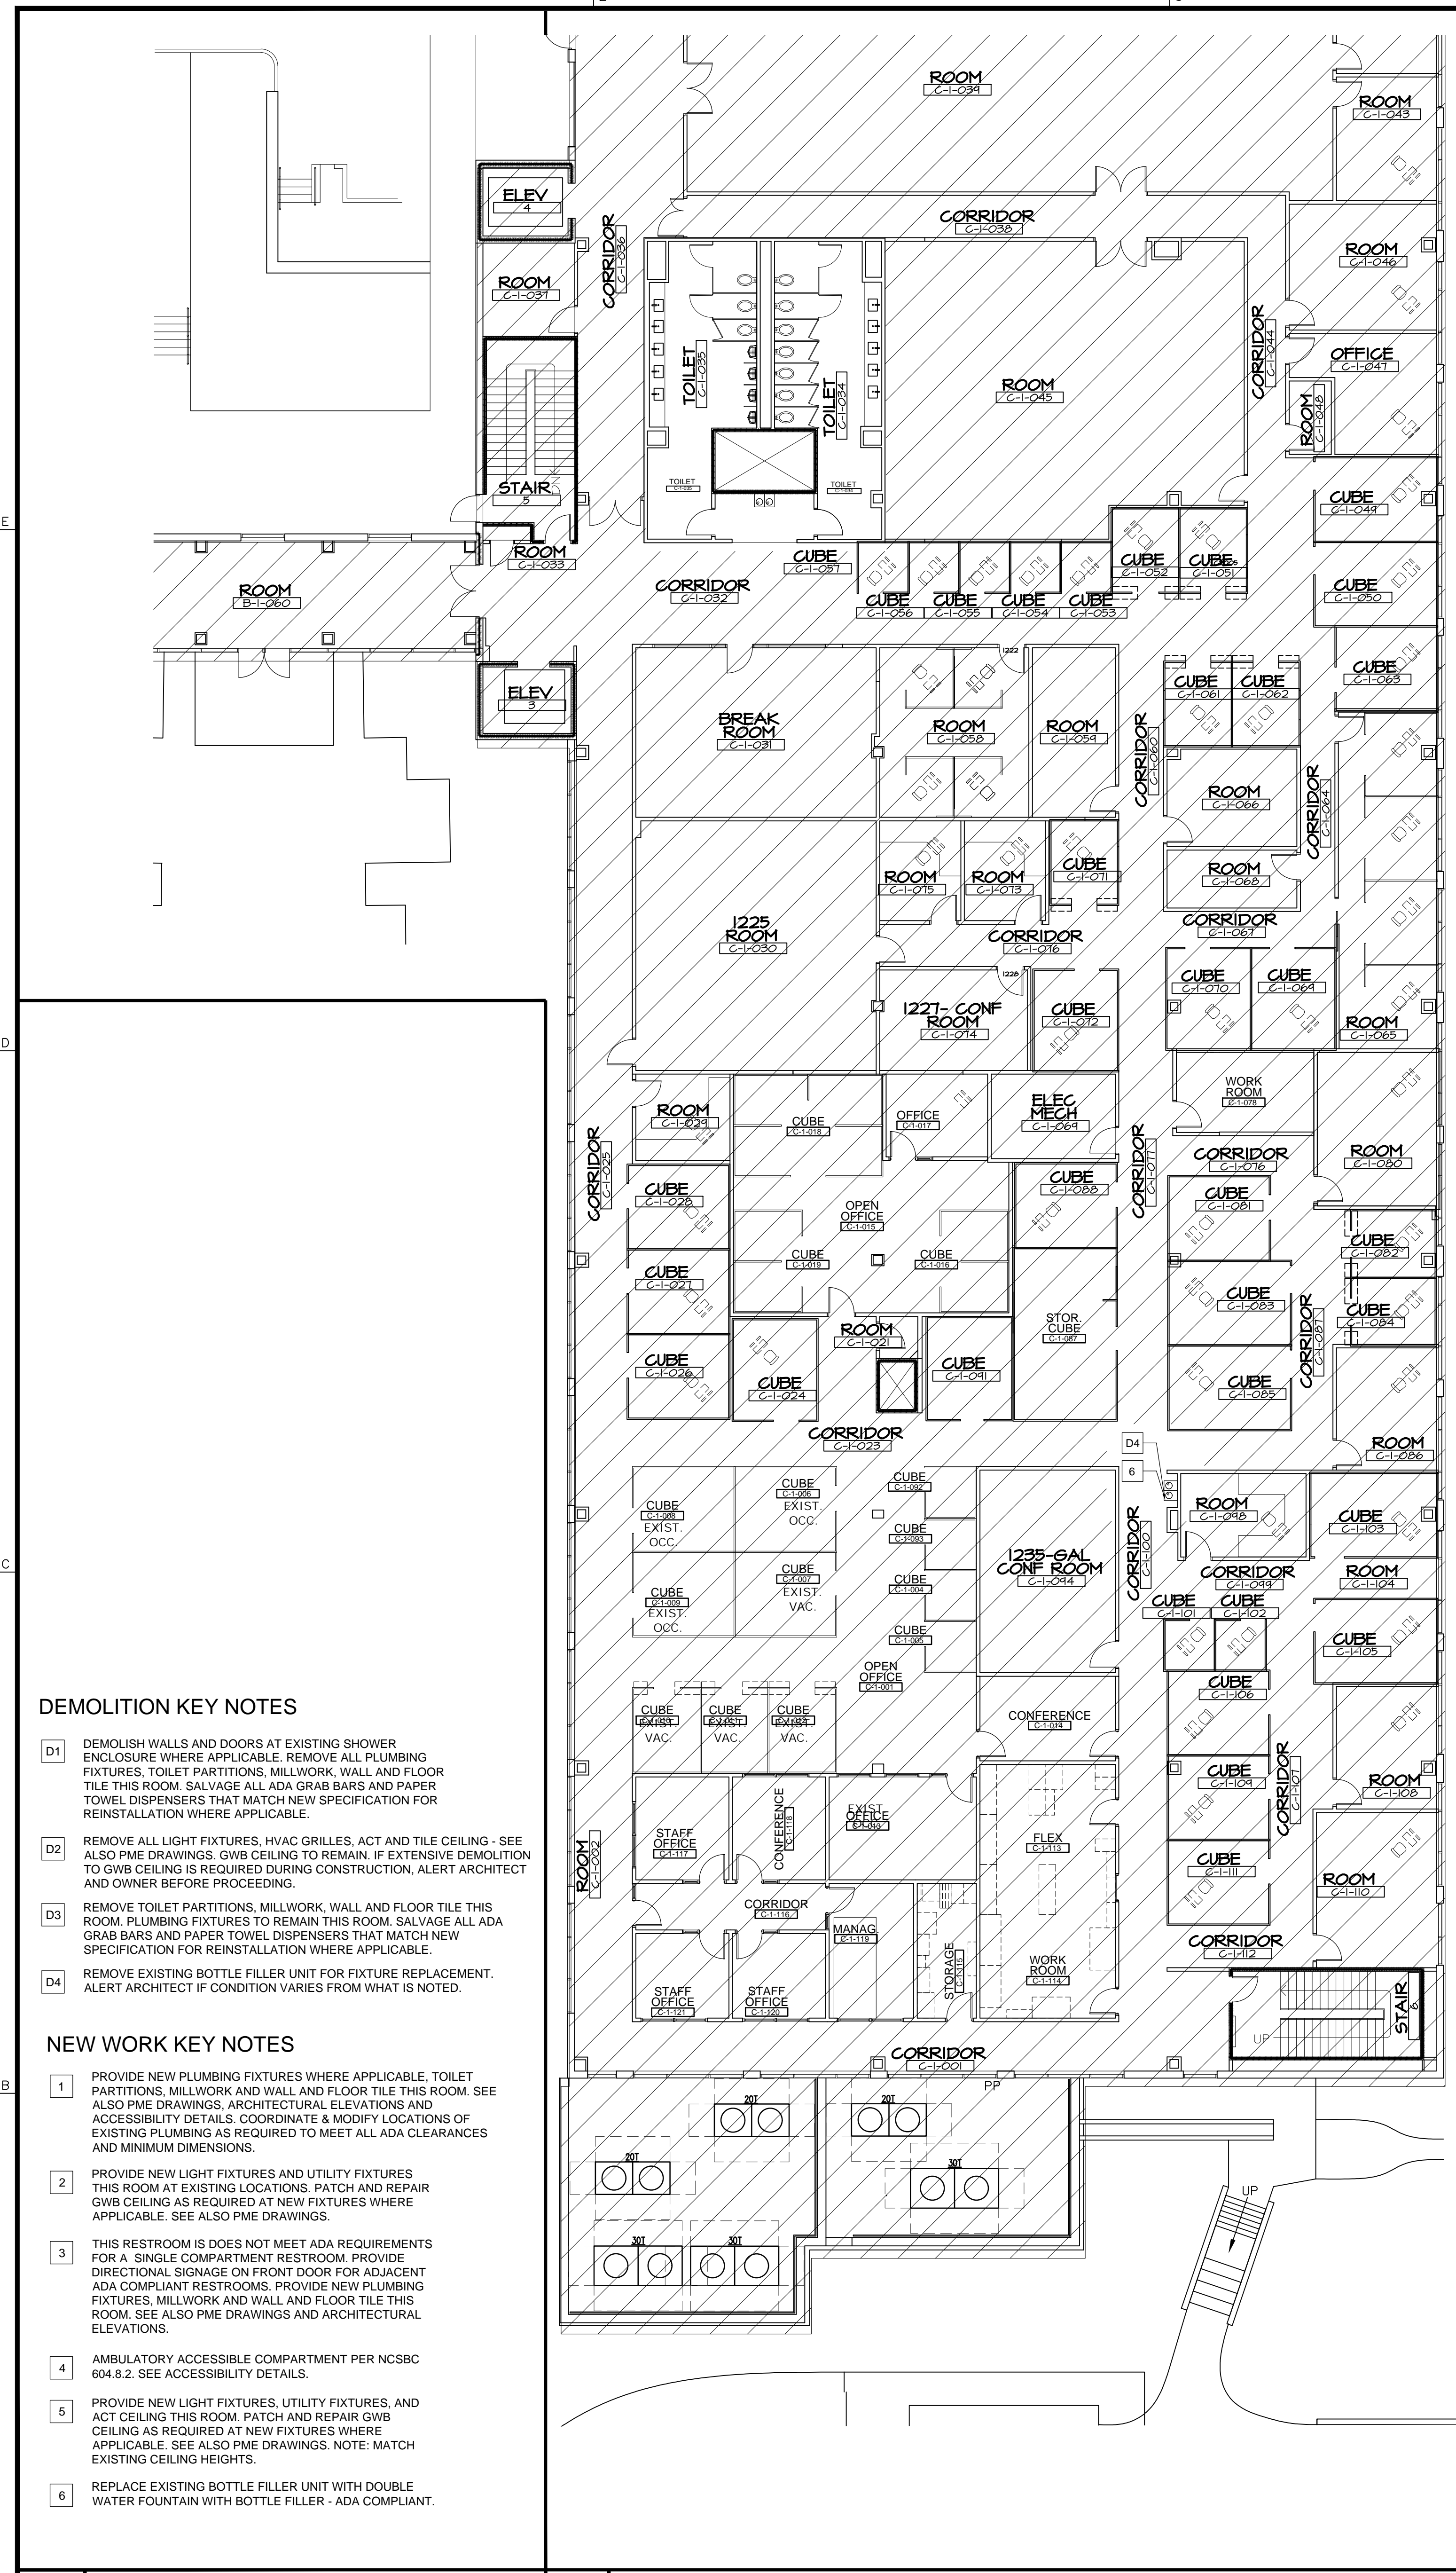 ROOM
C-1-039
ROOM
C-1-043
ELEV
4
CORRIDOR
C-1-036
CORRIDOR
C-1-038
ROOM
C-1-046
ROOM
C-1-037
TOILET
C-1-035
TOILET
C-1-034
ROOM
C-1-045
CORRIDOR
C-1-044
OFFICE
C-1-047
ROOM
C-1-048
STAIR
5
TOILET
C-1-035
TOILET
C-1-034
CUBE
C-1-049
E
ROOM
C-1-033
CUBE
C-1-057
CUBE
C-1-052
CUBE
C-1-051
ROOM
B-1-060
CORRIDOR
C-1-032
CUBE
C-1-056
CUBE
C-1-055
CUBE
C-1-054
CUBE
C-1-053
CUBE
C-1-050
1222
ELEV
3
CUBE
C-1-061
CUBE
C-1-062
CUBE
C-1-063
BREAK
ROOM
C-1-031
ROOM
C-1-058
ROOM
C-1-059
CORRIDOR
C-1-060
ROOM
C-1-066
CORRIDOR
C-1-064
ROOM
C-1-075
ROOM
C-1-073
CUBE
C-1-071
ROOM
C-1-068
1225
ROOM
C-1-030
CORRIDOR
C-1-076
CORRIDOR
C-1-067
1228
CUBE
C-1-070
CUBE
C-1-069
1227- CONF
ROOM
C-1-074
CUBE
C-1-072
ROOM
C-1-065
D
ROOM
C-1-029
CUBE
C-1-018
OFFICE
C-1-017
ELEC
MECH
C-1-069
WORK
ROOM
C-1-078
CORRIDOR
C-1-025
CORRIDOR
C-1-077
CORRIDOR
C-1-076
ROOM
C-1-080
CUBE
C-1-028
CUBE
C-1-088
CUBE
C-1-081
OPEN
OFFICE
C-1-015
CUBE
C-1-019
CUBE
C-1-016
CUBE
C-1-082
CUBE
C-1-027
CUBE
C-1-083
ROOM
C-1-021
STOR.
CUBE
C-1-087
CORRIDOR
C-1-087
CUBE
C-1-084
CUBE
C-1-026
CUBE
C-1-024
CUBE
C-1-091
CUBE
C-1-085
CORRIDOR
C-1-023
D4
6
ROOM
C-1-086
CUBE
C-1-008
EXIST.
OCC.
CUBE
C-1-006
EXIST.
OCC.
CUBE
C-1-092
CUBE
C-1-093
ROOM
C-1-098
CUBE
C-1-103
C
CUBE
C-1-009
EXIST.
OCC.
CUBE
C-1-007
EXIST.
VAC.
CUBE
C-1-004
CUBE
C-1-005
1235-GAL
CONF ROOM
C-1-094
CORRIDOR
C-1-100
CORRIDOR
C-1-099
ROOM
C-1-104
CUBE
C-1-101
CUBE
C-1-102
CUBE
C-1-105
OPEN
OFFICE
C-1-001
CUBE
C-1-106
CUBE
EXIST.
VAC.
CUBE
EXIST.
VAC.
CUBE
EXIST.
VAC.
CONFERENCE
C-1-014
CUBE
C-1-109
CORRIDOR
C-1-107
ROOM
C-1-108
ROOM
C-1-002
STAFF
OFFICE
C-1-117
CONFERENCE
C-1-118
EXIST.
OFFICE
FLEX
C-1-113
CUBE
C-1-111
ROOM
C-1-110
CORRIDOR
C-1-116
MANAG.
C-1-119
STORAGE
C-1-115
WORK
ROOM
C-1-114
CORRIDOR
C-1-112
STAFF
OFFICE
C-1-121
STAFF
OFFICE
C-1-120
STAIR
6
UP
CORRIDOR
C-1-001
B
PP
20T
20T
20T
30T
30T
30T
UP
DEMOLITION KEY NOTES
D1
DEMOLISH WALLS AND DOORS AT EXISTING SHOWER
ENCLOSURE WHERE APPLICABLE. REMOVE ALL PLUMBING
FIXTURES, TOILET PARTITIONS, MILLWORK, WALL AND FLOOR
TILE THIS ROOM. SALVAGE ALL ADA GRAB BARS AND PAPER
TOWEL DISPENSERS THAT MATCH NEW SPECIFICATION FOR
REINSTALLATION WHERE APPLICABLE.
D2
REMOVE ALL LIGHT FIXTURES, HVAC GRILLES, ACT AND TILE CEILING - SEE
ALSO PME DRAWINGS. GWB CEILING TO REMAIN. IF EXTENSIVE DEMOLITION
TO GWB CEILING IS REQUIRED DURING CONSTRUCTION, ALERT ARCHITECT
AND OWNER BEFORE PROCEEDING.
D3
REMOVE TOILET PARTITIONS, MILLWORK, WALL AND FLOOR TILE THIS
ROOM. PLUMBING FIXTURES TO REMAIN THIS ROOM. SALVAGE ALL ADA
GRAB BARS AND PAPER TOWEL DISPENSERS THAT MATCH NEW
SPECIFICATION FOR REINSTALLATION WHERE APPLICABLE.
D4
REMOVE EXISTING BOTTLE FILLER UNIT FOR FIXTURE REPLACEMENT.
ALERT ARCHITECT IF CONDITION VARIES FROM WHAT IS NOTED.
NEW WORK KEY NOTES
1
PROVIDE NEW PLUMBING FIXTURES WHERE APPLICABLE, TOILET
PARTITIONS, MILLWORK AND WALL AND FLOOR TILE THIS ROOM. SEE
ALSO PME DRAWINGS, ARCHITECTURAL ELEVATIONS AND
ACCESSIBILITY DETAILS. COORDINATE & MODIFY LOCATIONS OF
EXISTING PLUMBING AS REQUIRED TO MEET ALL ADA CLEARANCES
AND MINIMUM DIMENSIONS.
2
PROVIDE NEW LIGHT FIXTURES AND UTILITY FIXTURES
THIS ROOM AT EXISTING LOCATIONS. PATCH AND REPAIR
GWB CEILING AS REQUIRED AT NEW FIXTURES WHERE
APPLICABLE. SEE ALSO PME DRAWINGS.
3
THIS RESTROOM IS DOES NOT MEET ADA REQUIREMENTS
FOR A SINGLE COMPARTMENT RESTROOM. PROVIDE
DIRECTIONAL SIGNAGE ON FRONT DOOR FOR ADJACENT
ADA COMPLIANT RESTROOMS. PROVIDE NEW PLUMBING
FIXTURES, MILLWORK AND WALL AND FLOOR TILE THIS
ROOM. SEE ALSO PME DRAWINGS AND ARCHITECTURAL
ELEVATIONS.
4
AMBULATORY ACCESSIBLE COMPARTMENT PER NCSBC
604.8.2. SEE ACCESSIBILITY DETAILS.
5
PROVIDE NEW LIGHT FIXTURES, UTILITY FIXTURES, AND
ACT CEILING THIS ROOM. PATCH AND REPAIR GWB
CEILING AS REQUIRED AT NEW FIXTURES WHERE
APPLICABLE. SEE ALSO PME DRAWINGS. NOTE: MATCH
EXISTING CEILING HEIGHTS.
6
REPLACE EXISTING BOTTLE FILLER UNIT WITH DOUBLE
WATER FOUNTAIN WITH BOTTLE FILLER - ADA COMPLIANT.